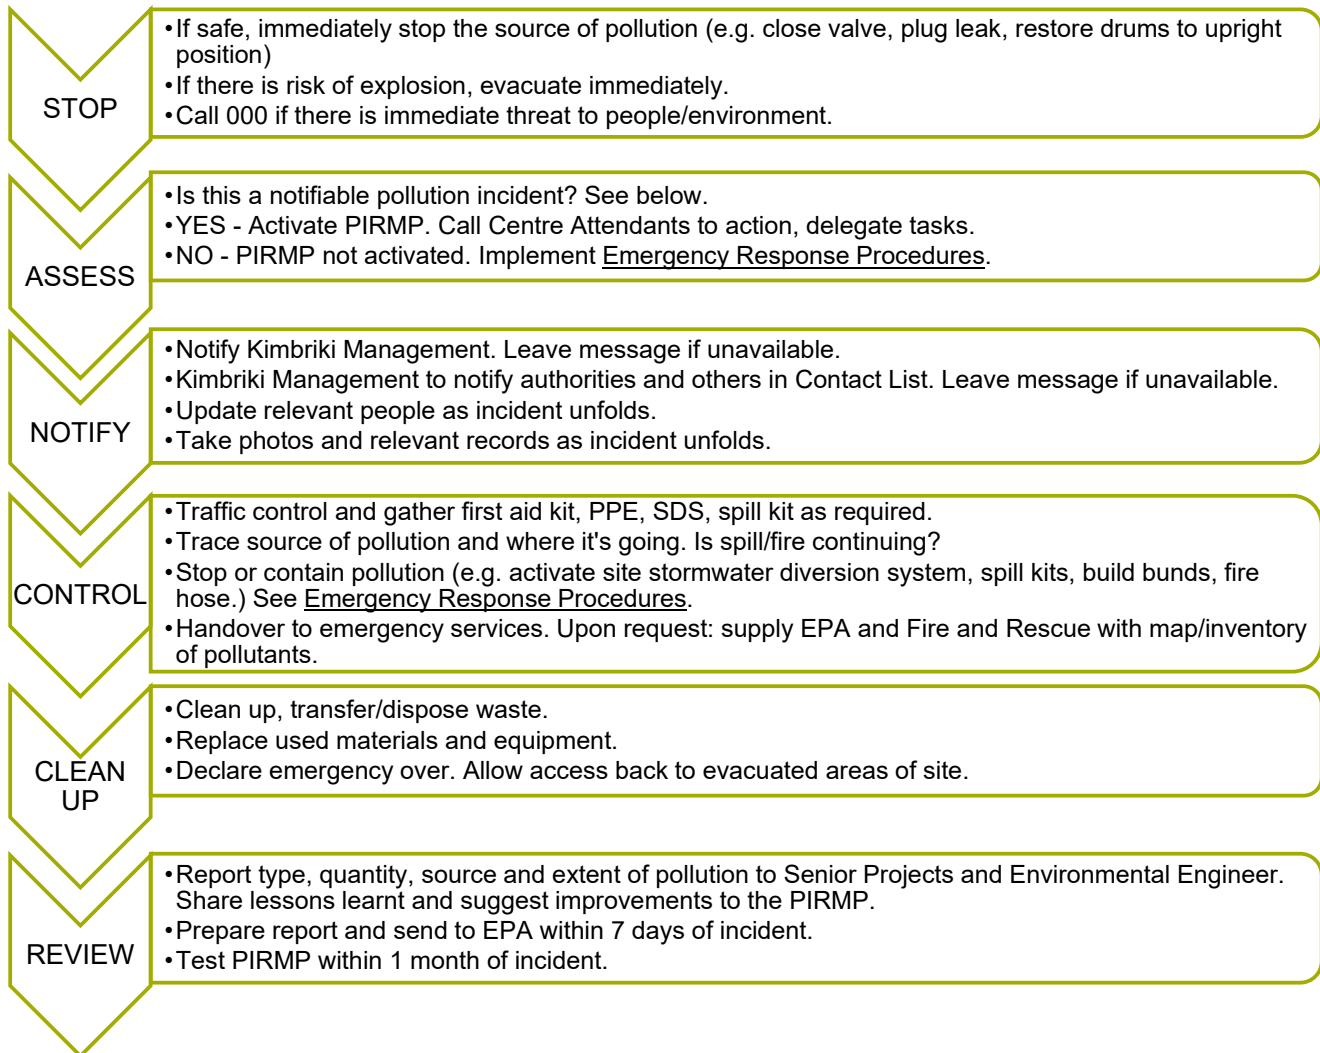 STOP
•If safe, immediately stop the source of pollution (e.g. close valve, plug leak, restore drums to upright
position)
•If there is risk of explosion, evacuate immediately.
•Call 000 if there is immediate threat to people/environment.
ASSESS
•Is this a notifiable pollution incident? See below.
•YES - Activate PIRMP. Call Centre Attendants to action, delegate tasks.
•NO - PIRMP not activated. Implement Emergency Response Procedures.
NOTIFY
•Notify Kimbriki Management. Leave message if unavailable.
•Kimbriki Management to notify authorities and others in Contact List. Leave message if unavailable.
•Update relevant people as incident unfolds.
•Take photos and relevant records as incident unfolds.
CONTROL
•Traffic control and gather first aid kit, PPE, SDS, spill kit as required.
•Trace source of pollution and where it's going. Is spill/fire continuing?
•Stop or contain pollution (e.g. activate site stormwater diversion system, spill kits, build bunds, fire
hose.) See Emergency Response Procedures.
•Handover to emergency services. Upon request: supply EPA and Fire and Rescue with map/inventory
of pollutants.
CLEAN
UP
•Clean up, transfer/dispose waste.
•Replace used materials and equipment.
•Declare emergency over. Allow access back to evacuated areas of site.
REVIEW
•Report type, quantity, source and extent of pollution to Senior Projects and Environmental Engineer.
Share lessons learnt and suggest improvements to the PIRMP.
•Prepare report and send to EPA within 7 days of incident.
•Test PIRMP within 1 month of incident.